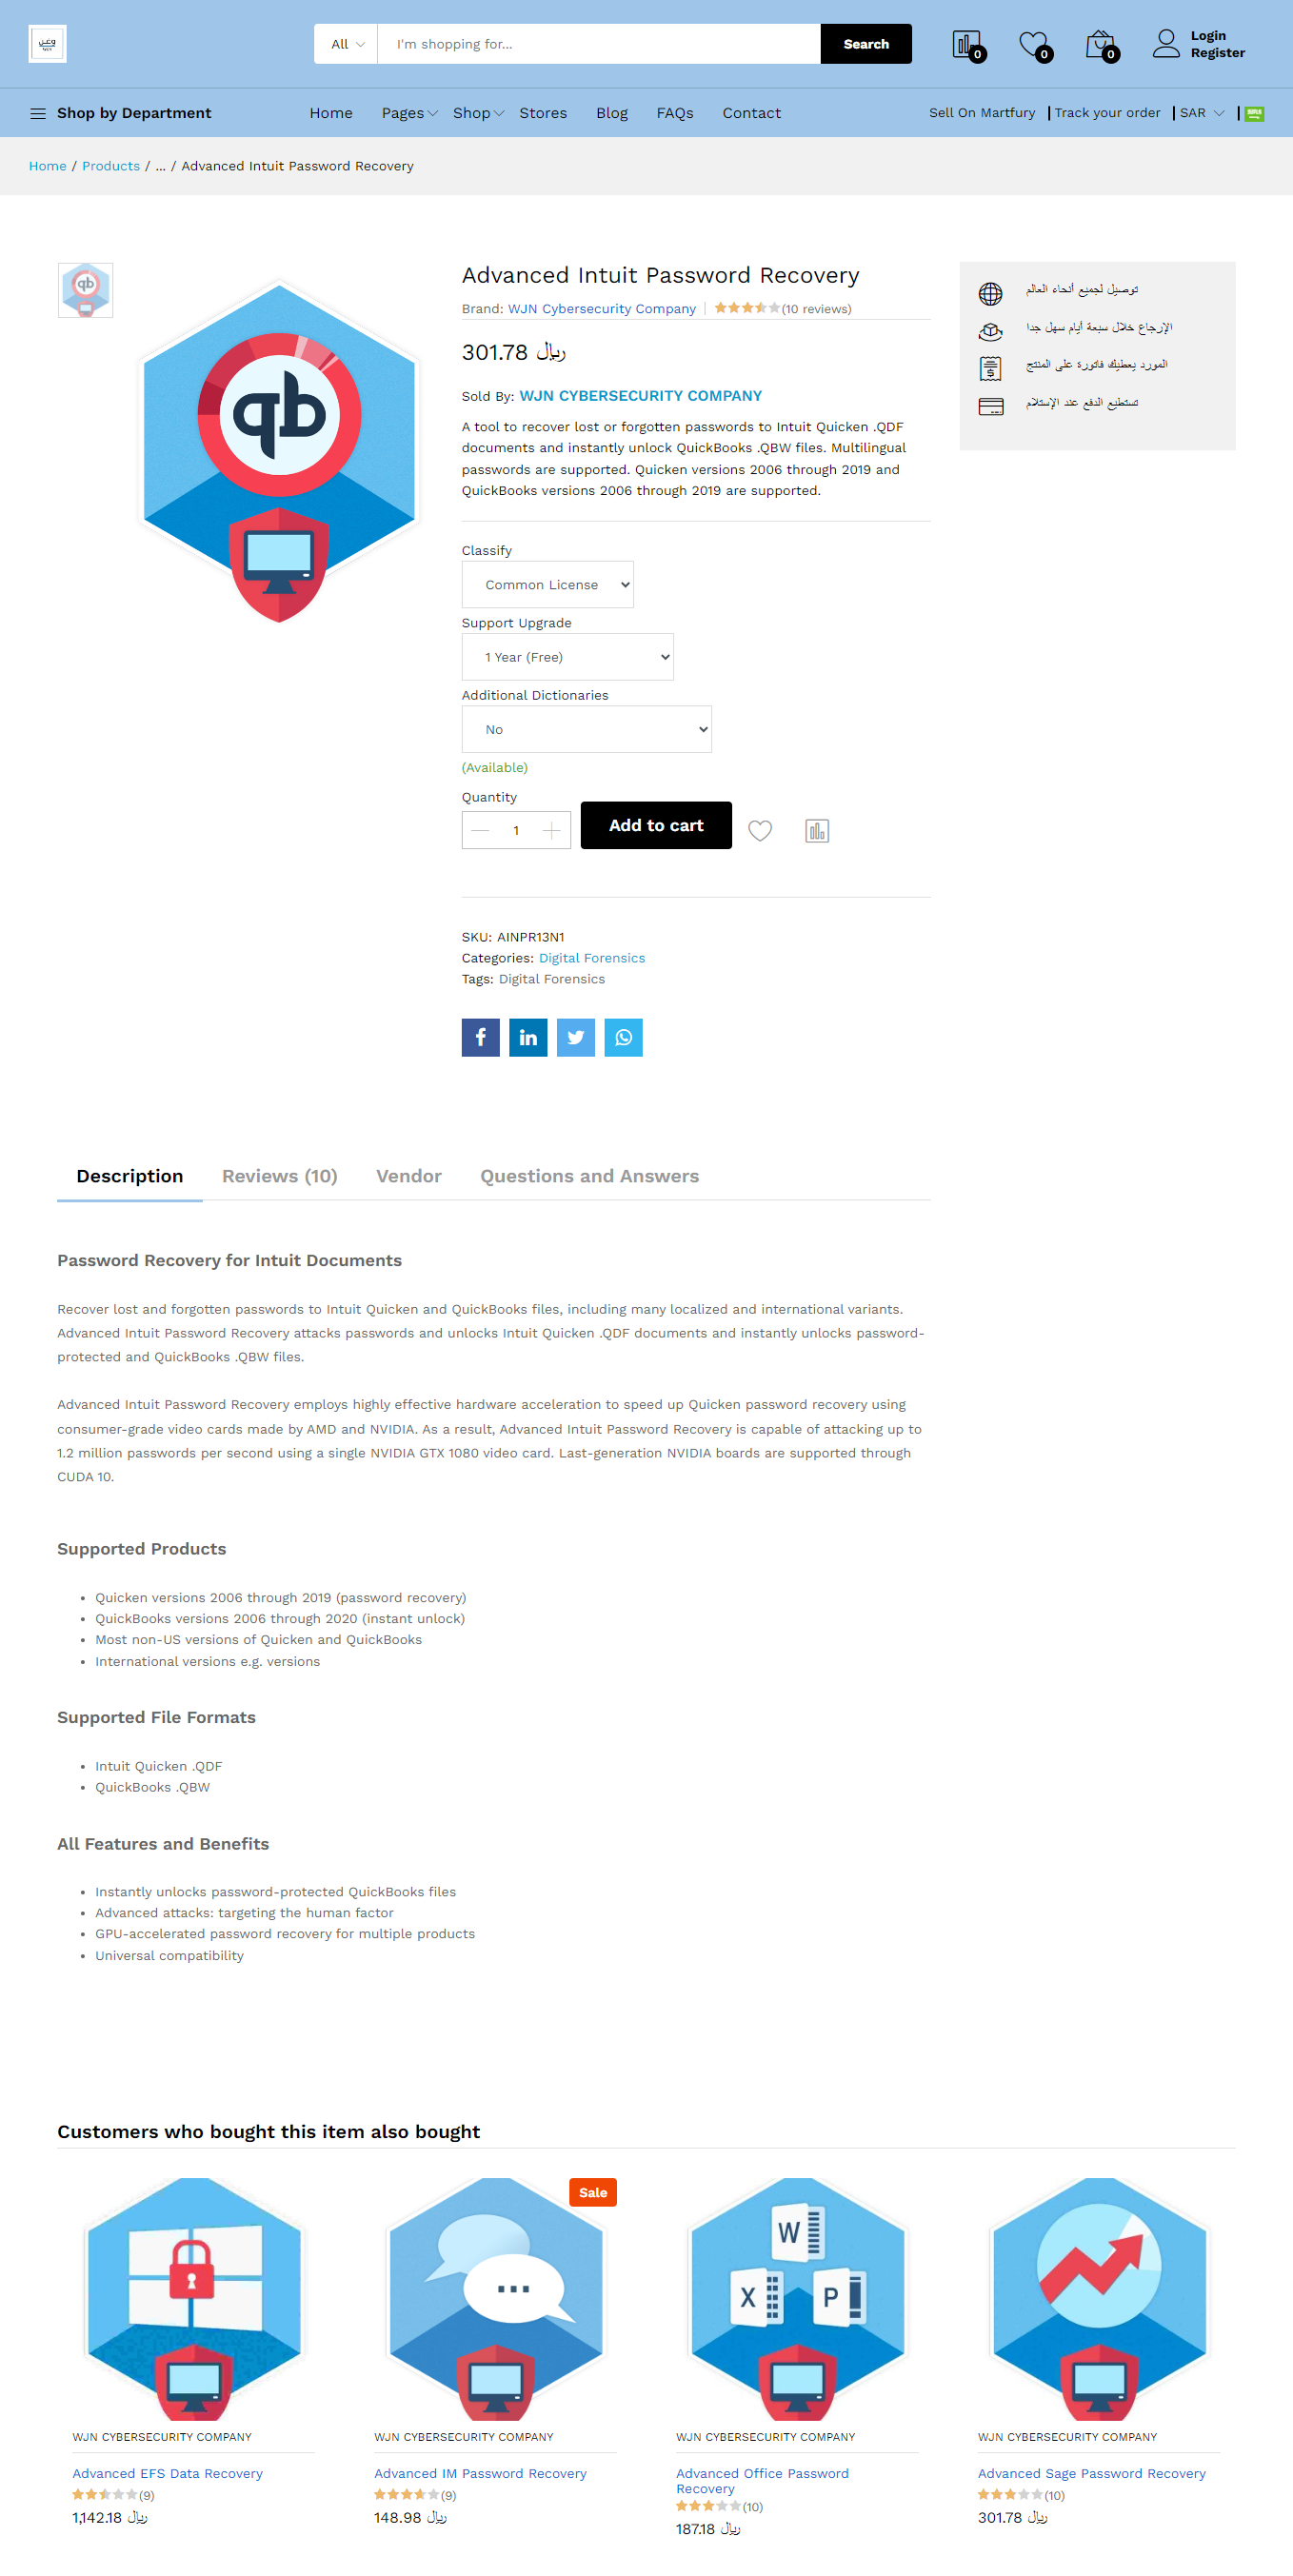 وغـن
All
I'm shopping for...
Search
0
0
0
Login
Register
Shop by Department
Home
Pages
Shop
Stores
Blog
FAQs
Contact
Sell On Martfury
Track your order
SAR
Home / Products / ... / Advanced Intuit Password Recovery
qb
Advanced Intuit Password Recovery
Brand: WJN Cybersecurity Company
(10 reviews)
301.78 ريال
Sold By: WJN CYBERSECURITY COMPANY
A tool to recover lost or forgotten passwords to Intuit Quicken .QDF
documents and instantly unlock QuickBooks .QBW files. Multilingual
passwords are supported. Quicken versions 2006 through 2019 and
QuickBooks versions 2006 through 2019 are supported.
Classify
Common License
Support Upgrade
1 Year (Free)
Additional Dictionaries
No
(Available)
Quantity
1
Add to cart
SKU: AINPR13N1
Categories: Digital Forensics
Tags: Digital Forensics
توصيل لجميع أنحاء العالم
الإرجاع خلال سبعة أيام سهل جدا
المورد يعطيك فاتورة على المنتج
تستطيع الدفع عند الإستلام
Description
Reviews (10)
Vendor
Questions and Answers
Password Recovery for Intuit Documents
Recover lost and forgotten passwords to Intuit Quicken and QuickBooks files, including many localized and international variants.
Advanced Intuit Password Recovery attacks passwords and unlocks Intuit Quicken .QDF documents and instantly unlocks password-
protected and QuickBooks .QBW files.
Advanced Intuit Password Recovery employs highly effective hardware acceleration to speed up Quicken password recovery using
consumer-grade video cards made by AMD and NVIDIA. As a result, Advanced Intuit Password Recovery is capable of attacking up to
1.2 million passwords per second using a single NVIDIA GTX 1080 video card. Last-generation NVIDIA boards are supported through
CUDA 10.
Supported Products
Quicken versions 2006 through 2019 (password recovery)
QuickBooks versions 2006 through 2020 (instant unlock)
Most non-US versions of Quicken and QuickBooks
International versions e.g. versions
Supported File Formats
Intuit Quicken .QDF
QuickBooks .QBW
All Features and Benefits
Instantly unlocks password-protected QuickBooks files
Advanced attacks: targeting the human factor
GPU-accelerated password recovery for multiple products
Universal compatibility
Customers who bought this item also bought
Sale
W
X
P
WJN CYBERSECURITY COMPANY
Advanced EFS Data Recovery
(9)
1,142.18 ريال
WJN CYBERSECURITY COMPANY
Advanced IM Password Recovery
(9)
148.98 ريال
WJN CYBERSECURITY COMPANY
Advanced Office Password
Recovery
(10)
187.18 ريال
WJN CYBERSECURITY COMPANY
Advanced Sage Password Recovery
(10)
301.78 ريال